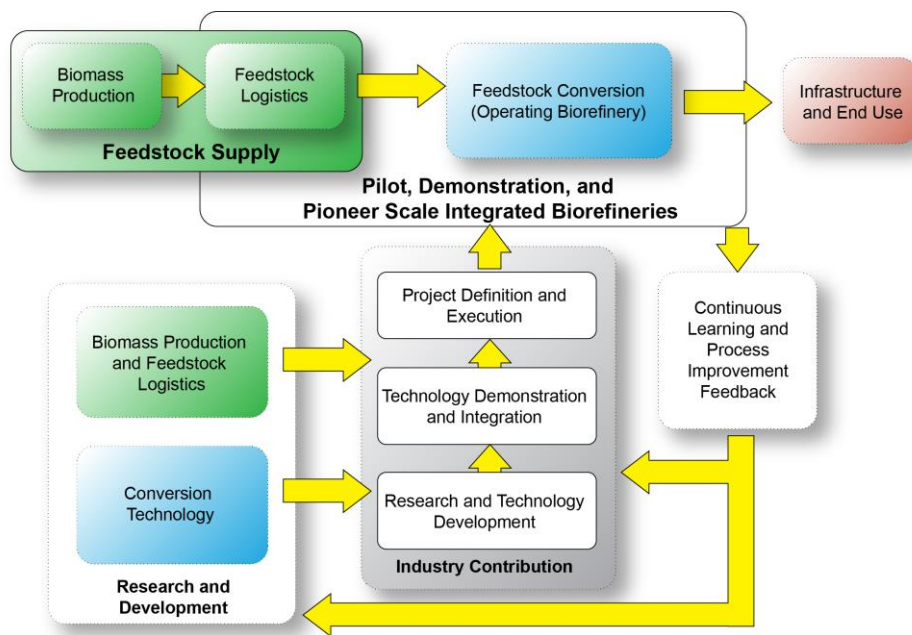 Biomass
Production
Feedstock
Logistics
Feedstock Supply
Feedstock Conversion
(Operating Biorefinery)
Infrastructure
and End Use
Pilot, Demonstration, and
Pioneer Scale Integrated Biorefineries
Project Definition and
Execution
Technology Demonstration
and Integration
Research and Technology
Development
Industry Contribution
Biomass Production
and Feedstock
Logistics
Conversion
Technology
Research and
Development
Continuous
Learning and
Process
Improvement
Feedback